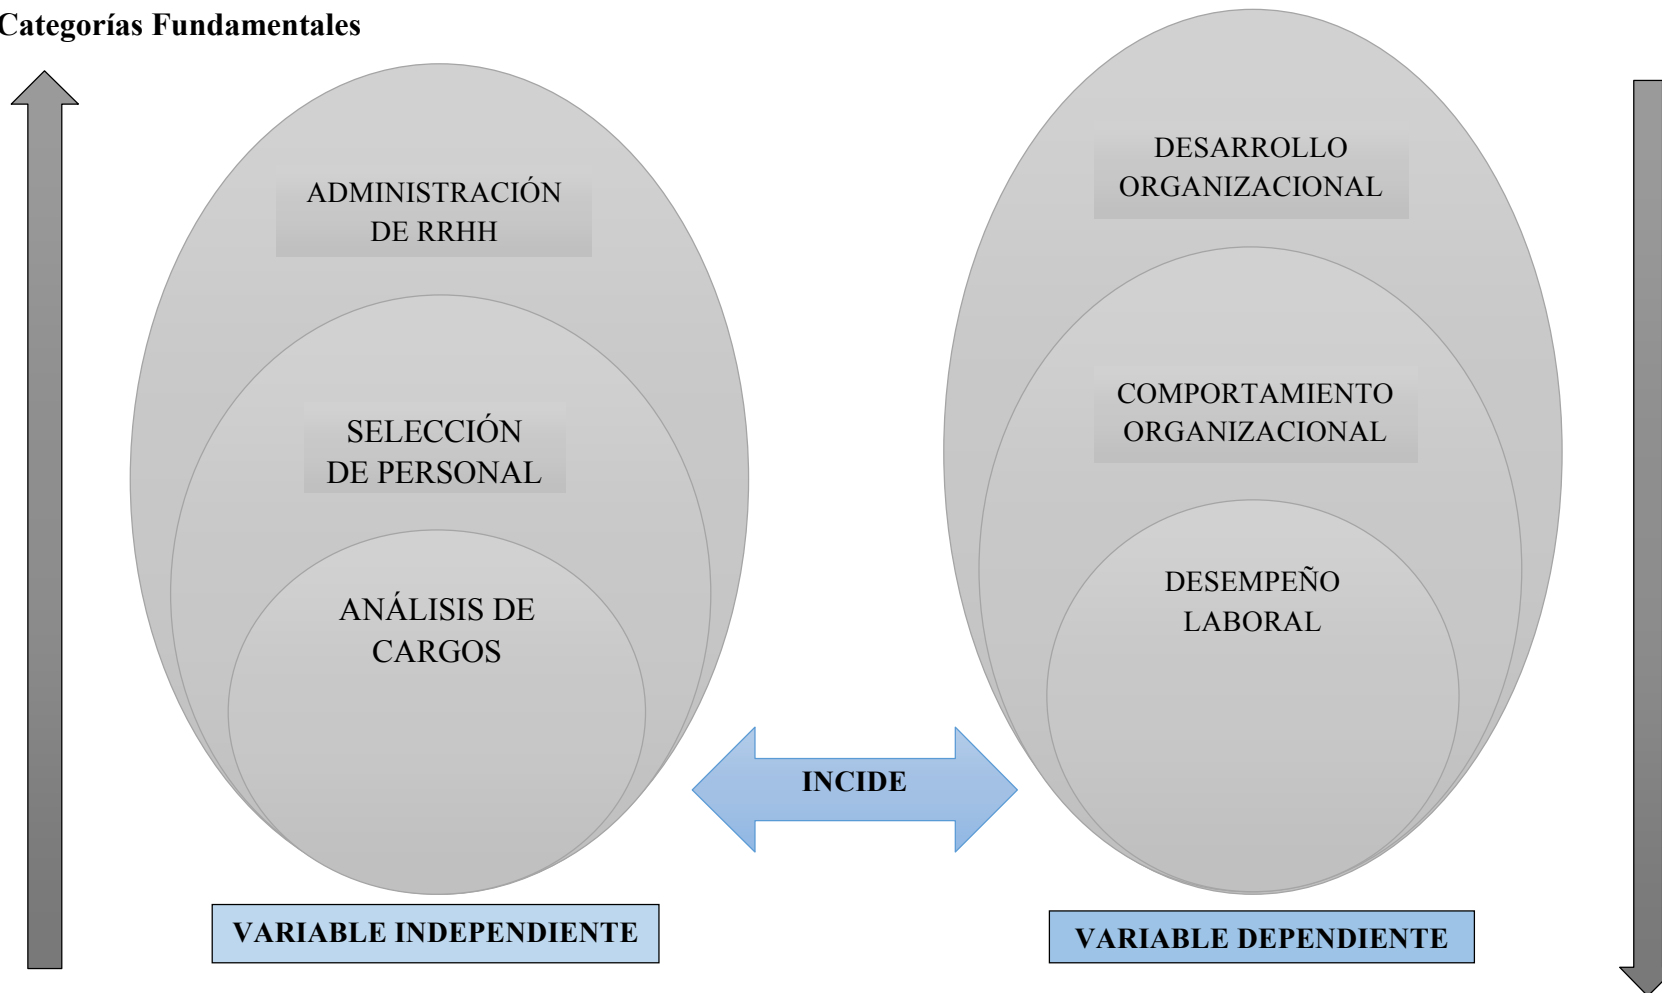 Categorías Fundamentales
ADMINISTRACIÓN
DE RRHH
SELECCIÓN
DE PERSONAL
ANÁLISIS DE
CARGOS
VARIABLE INDEPENDIENTE
INCIDE
DESARROLLO
ORGANIZACIONAL
COMPORTAMIENTO
ORGANIZACIONAL
DESEMPEÑO
LABORAL
VARIABLE DEPENDIENTE